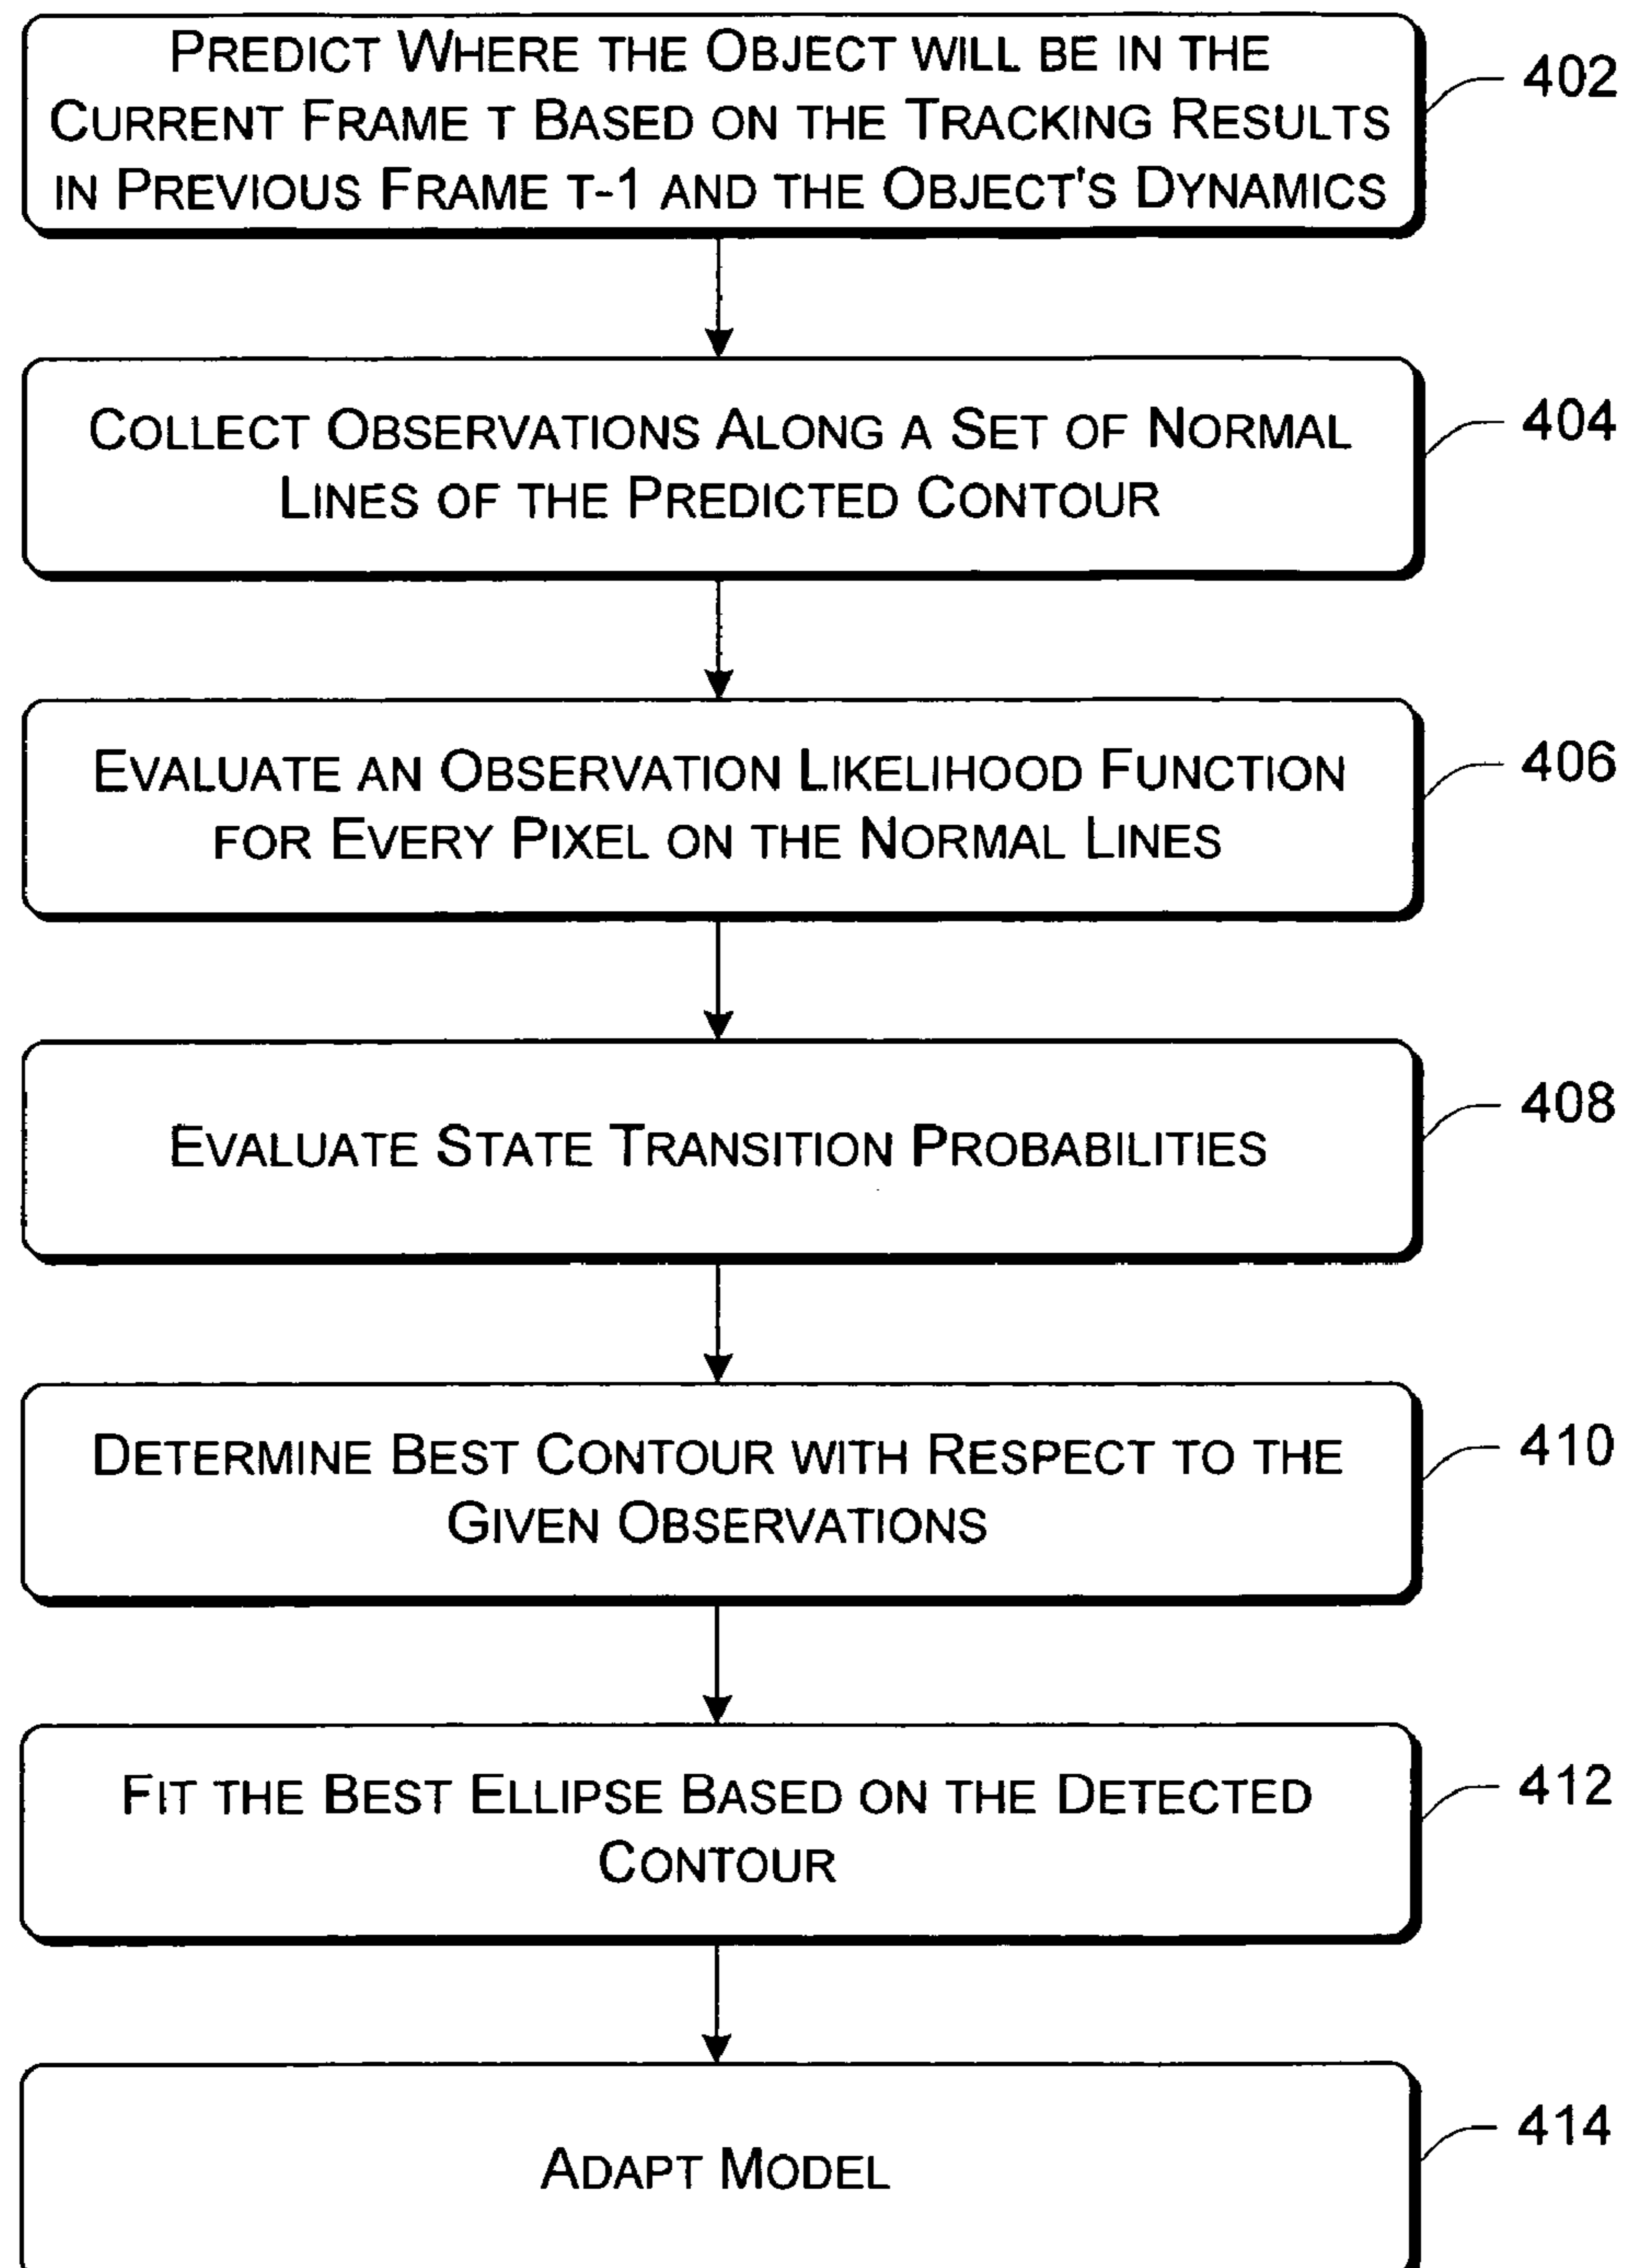 PREDICT WHERE THE OBJECT WILL BE IN THE
CURRENT FRAME T BASED ON THE TRACKING RESULTS
IN PREVIOUS FRAME T-1 AND THE OBJECT'S DYNAMICS
402
COLLECT OBSERVATIONS ALONG A SET OF NORMAL
LINES OF THE PREDICTED CONTOUR
404
EVALUATE AN OBSERVATION LIKELIHOOD FUNCTION
FOR EVERY PIXEL ON THE NORMAL LINES
406
EVALUATE STATE TRANSITION PROBABILITIES
408
DETERMINE BEST CONTOUR WITH RESPECT TO THE
GIVEN OBSERVATIONS
410
FIT THE BEST ELLIPSE BASED ON THE DETECTED
CONTOUR
412
ADAPT MODEL
414